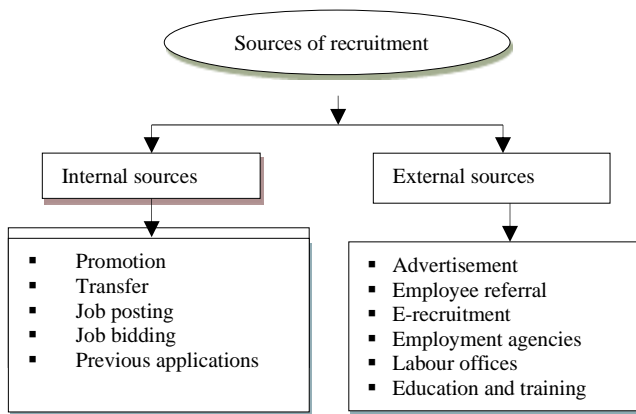 Sources of recruitment
Internal sources
External sources
▪ Promotion
▪ Transfer
▪ Job posting
▪ Job bidding
▪ Previous applications
▪ Advertisement
▪ Employee referral
▪ E-recruitment
▪ Employment agencies
▪ Labour offices
▪ Education and training